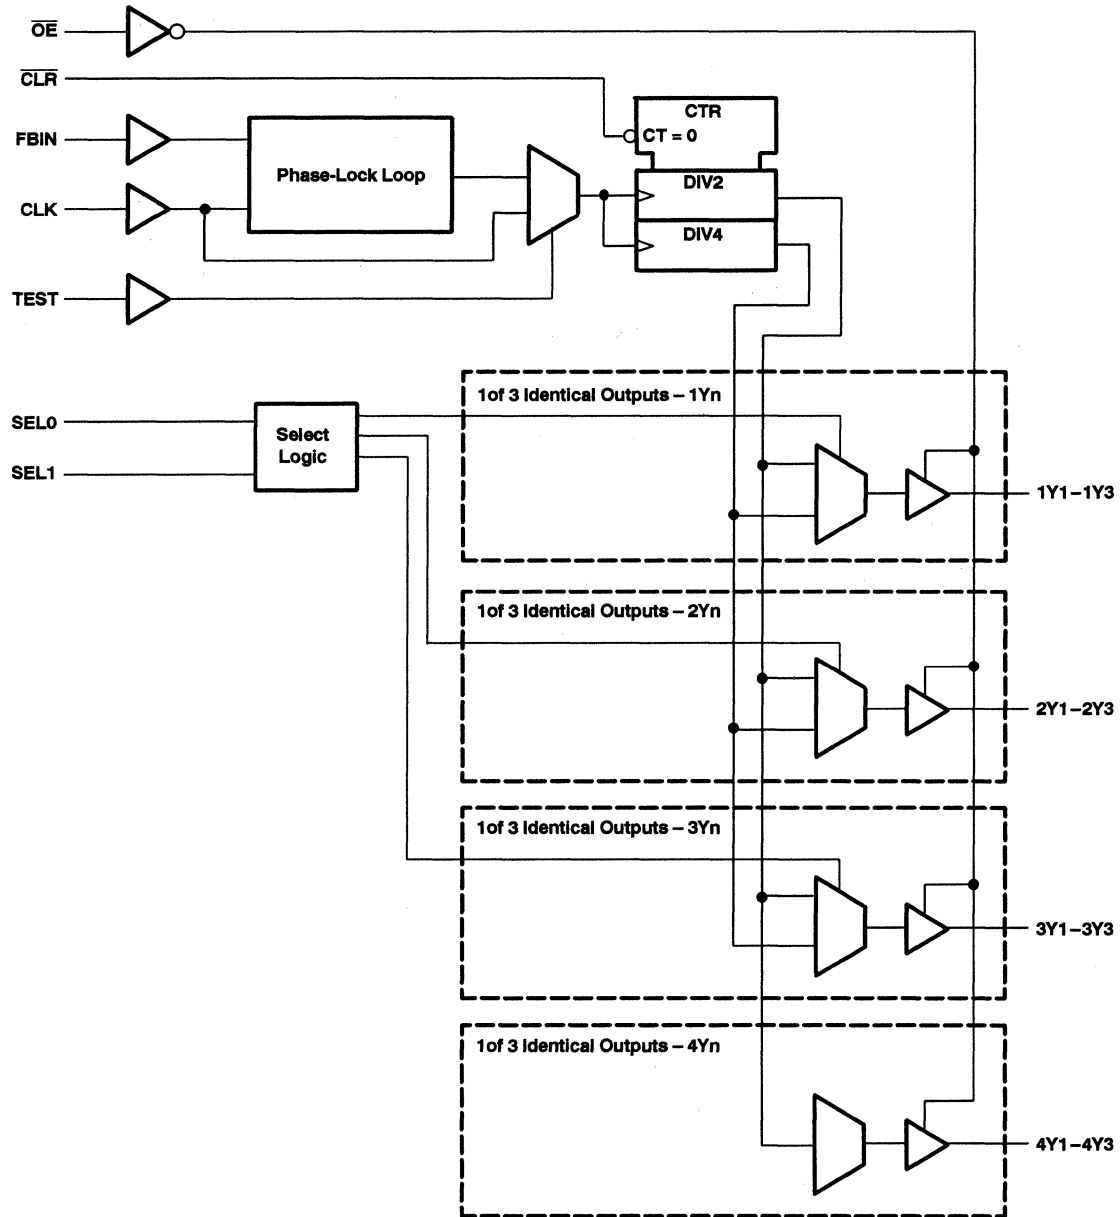 OE
CLR
CTR
CT = 0
FBIN
Phase-Lock Loop
DIV2
CLK
DIV4
TEST
1of 3 Identical Outputs – 1Yn
SEL0
Select
Logic
SEL1
1Y1–1Y3
1of 3 Identical Outputs – 2Yn
2Y1–2Y3
1of 3 Identical Outputs – 3Yn
3Y1–3Y3
1of 3 Identical Outputs – 4Yn
4Y1–4Y3